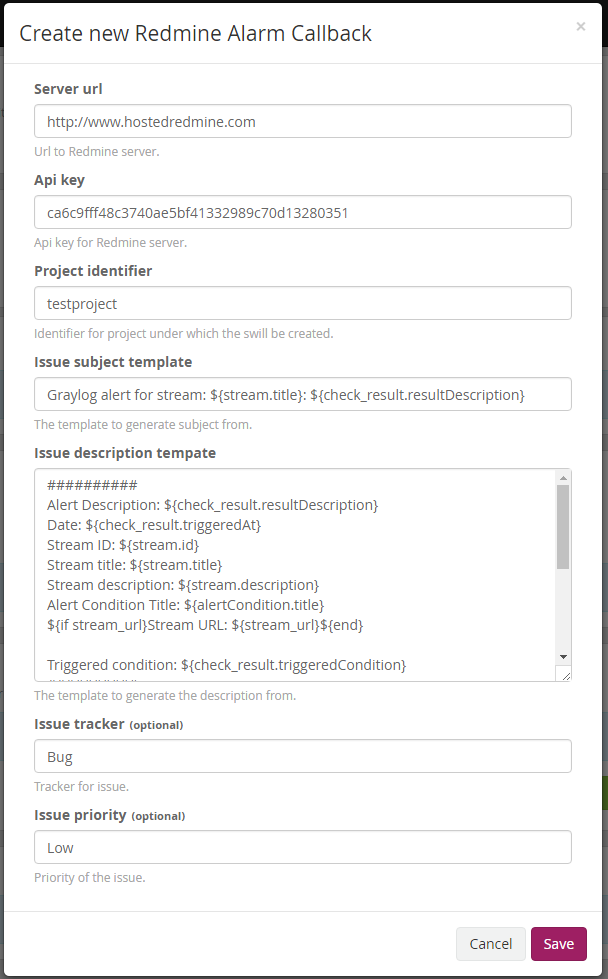 Create new Redmine Alarm Callback
×
Server url
http://www.hostedredmine.com
Url to Redmine server.
Api key
ca6c9fff48c3740ae5bf41332989c70d13280351
Api key for Redmine server.
Project identifier
testproject
Identifier for project under which the swill be created.
Issue subject template
Graylog alert for stream: ${stream.title}: ${check_result.resultDescription}
The template to generate subject from.
Issue description tempate
##########
Alert Description: ${check_result.resultDescription}
Date: ${check_result.triggeredAt}
Stream ID: ${stream.id}
Stream title: ${stream.title}
Stream description: ${stream.description}
Alert Condition Title: ${alertCondition.title}
${if stream_url}Stream URL: ${stream_url}${end}
Triggered condition: ${check_result.triggeredCondition}
The template to generate the description from.
Issue tracker (optional)
Bug
Tracker for issue.
Issue priority (optional)
Low
Priority of the issue.
Cancel
Save